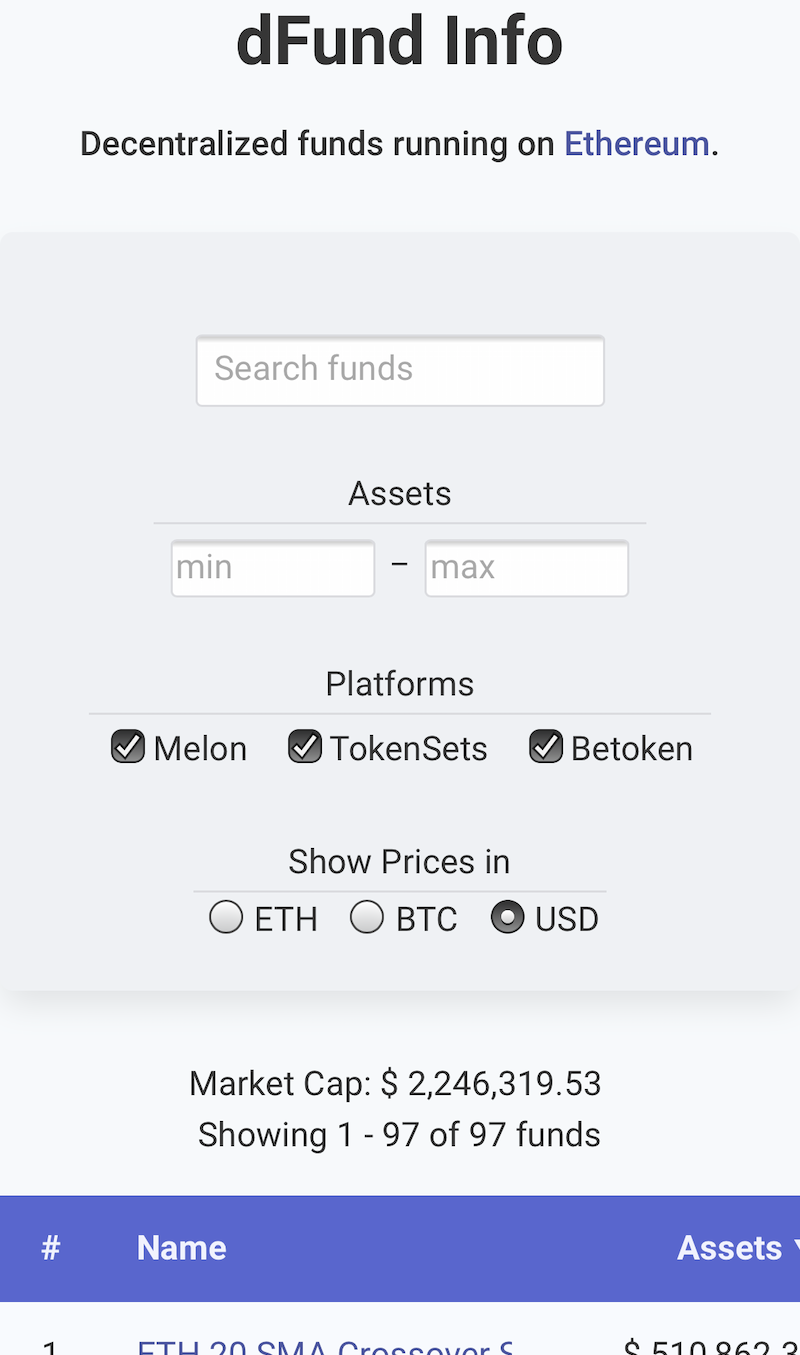 dFund Info
Decentralized funds running on Ethereum.
Search funds
Assets
min – max
Platforms
Melon TokenSets Betoken
Show Prices in
ETH BTC USD
Market Cap: $ 2,246,319.53
Showing 1 - 97 of 97 funds
# Name Assets
1 ETH 20 SMA Crossover $ 510,862.3